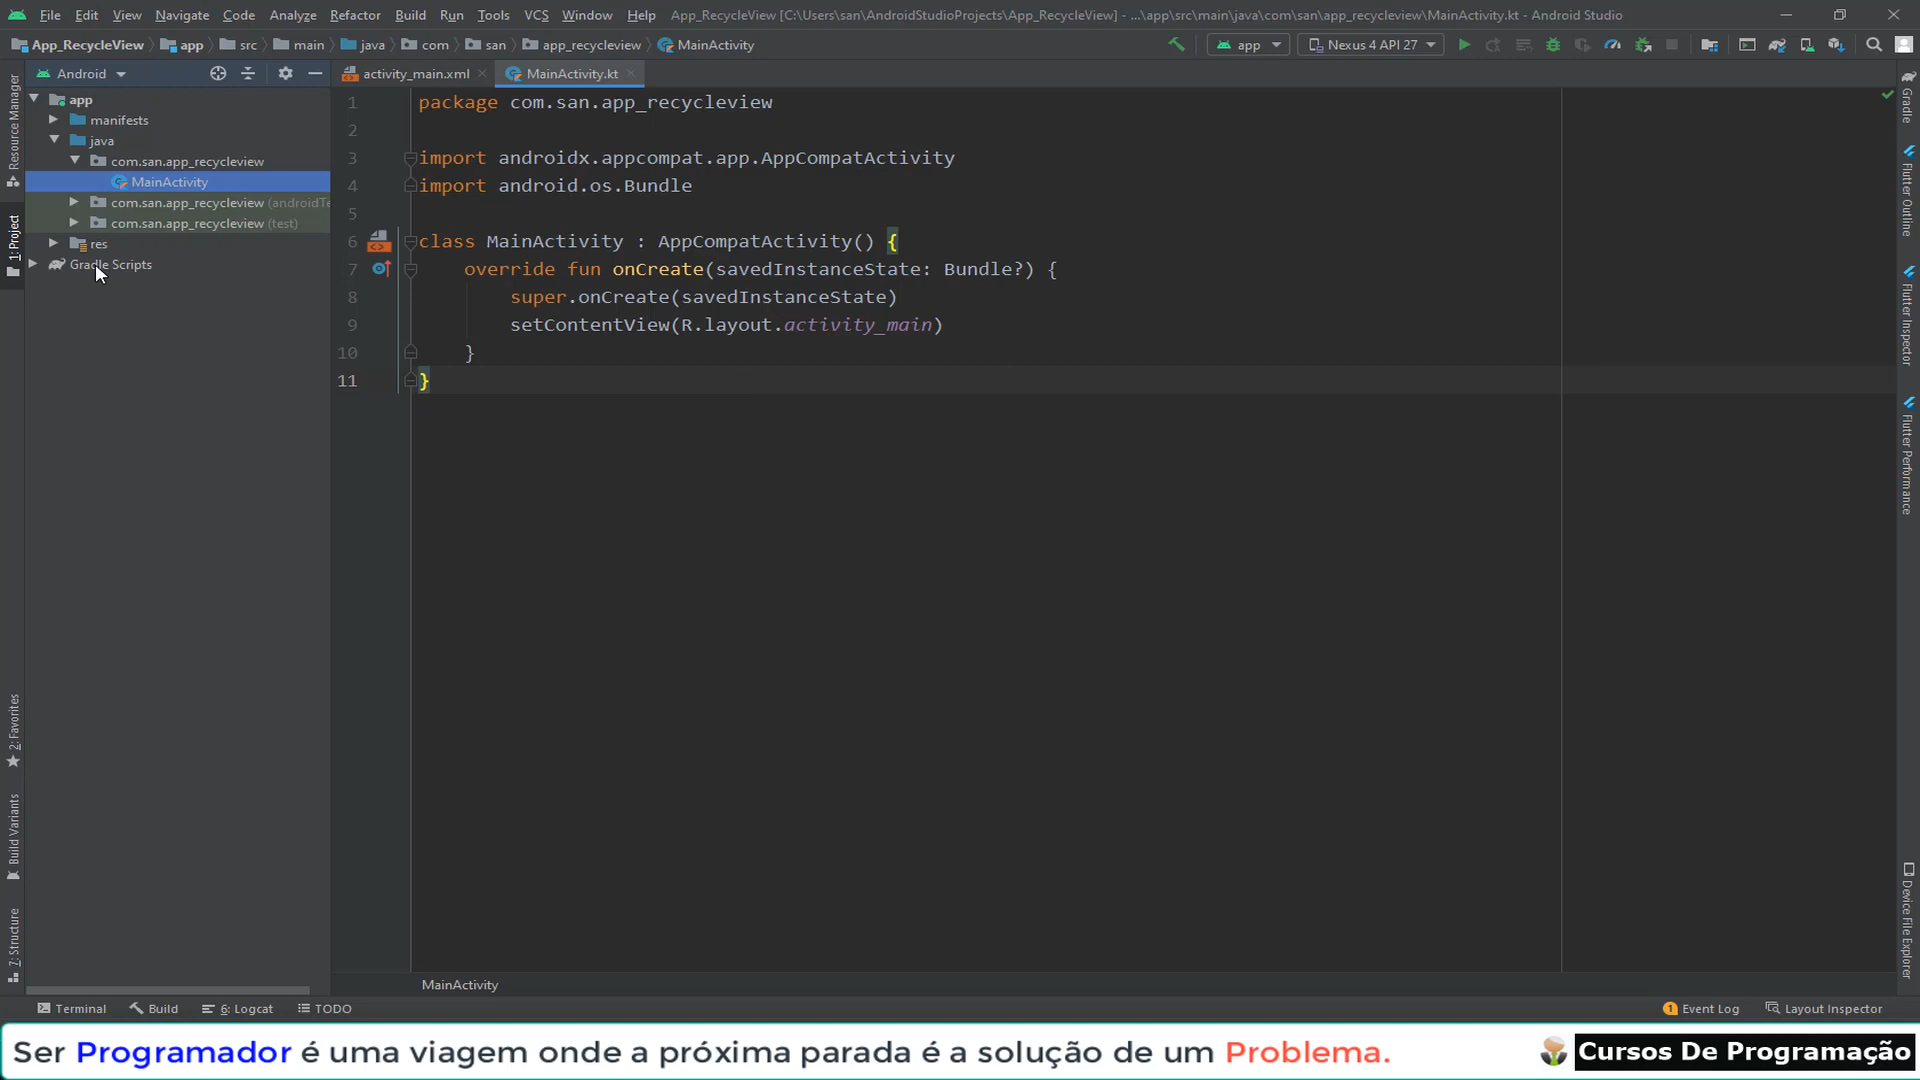 File Edit View Navigate Code Analyze Refactor Build Run Tools VCS Window Help App_RecycleView [C:\Users\san\AndroidStudioProjects\App_RecycleView] - ...\app\src\main\java\com\san\app_recycleview\MainActivity.kt - Android Studio
App_RecycleView app src main java com san app_recycleview MainActivity app Nexus 4 API 27
Android activity_main.xml MainActivity.kt
app
manifests
java
com.san.app_recycleview
MainActivity
com.san.app_recycleview (androidTe
com.san.app_recycleview (test)
res
Gradle Scripts
1 package com.san.app_recycleview
2
3 import androidx.appcompat.app.AppCompatActivity
4 import android.os.Bundle
5
6 class MainActivity : AppCompatActivity() {
7 override fun onCreate(savedInstanceState: Bundle?) {
8 super.onCreate(savedInstanceState)
9 setContentView(R.layout.activity_main)
10 }
11 }
Resource Manager
1: Project
2: Favorites
Build Variants
7: Structure
Gradle
Flutter Outline
Flutter Inspector
Flutter Performance
Device File Explorer
MainActivity
Terminal Build 6: Logcat TODO 1 Event Log Layout Inspector
Ser Programador é uma viagem onde a próxima parada é a solução de um Problema. Cursos De Programação